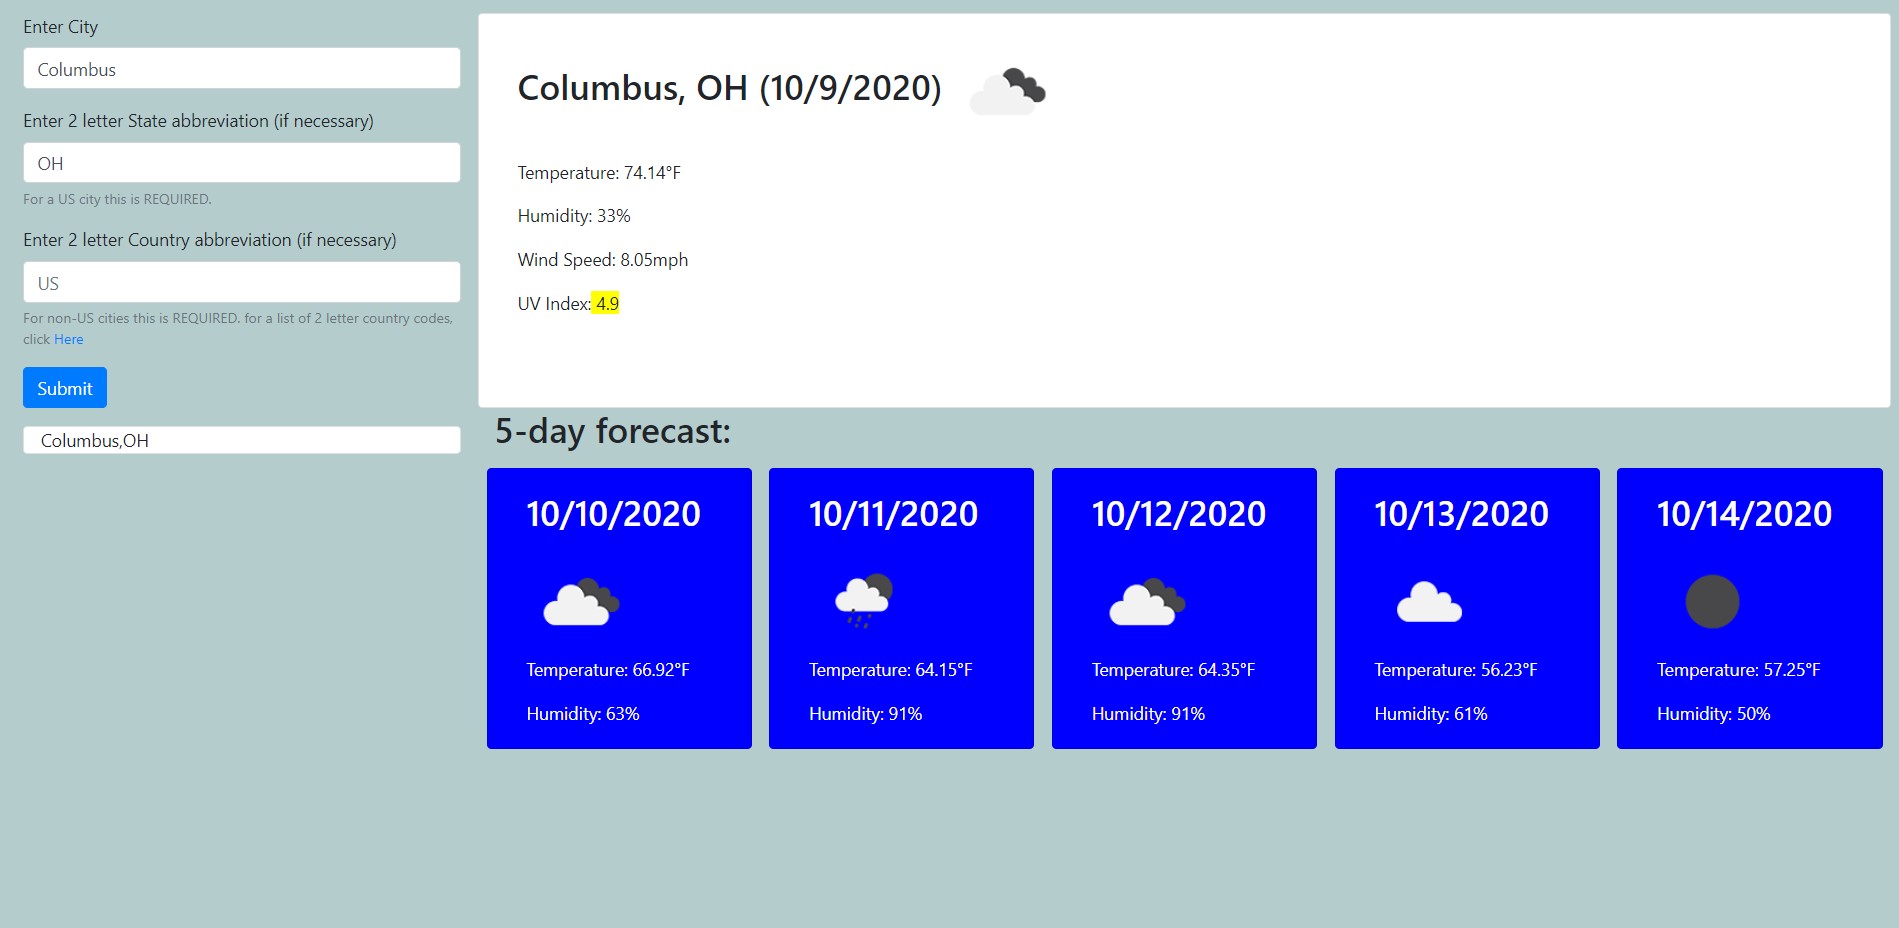 Enter City
Columbus
Enter 2 letter State abbreviation (if necessary)
OH
For a US city this is REQUIRED.
Enter 2 letter Country abbreviation (if necessary)
US
For non-US cities this is REQUIRED. for a list of 2 letter country codes,
click Here
Submit
Columbus,OH
Columbus, OH (10/9/2020)
Temperature: 74.14°F
Humidity: 33%
Wind Speed: 8.05mph
UV Index: 4.9
5-day forecast:
10/10/2020
Temperature: 66.92°F
Humidity: 63%
10/11/2020
Temperature: 64.15°F
Humidity: 91%
10/12/2020
Temperature: 64.35°F
Humidity: 91%
10/13/2020
Temperature: 56.23°F
Humidity: 61%
10/14/2020
Temperature: 57.25°F
Humidity: 50%